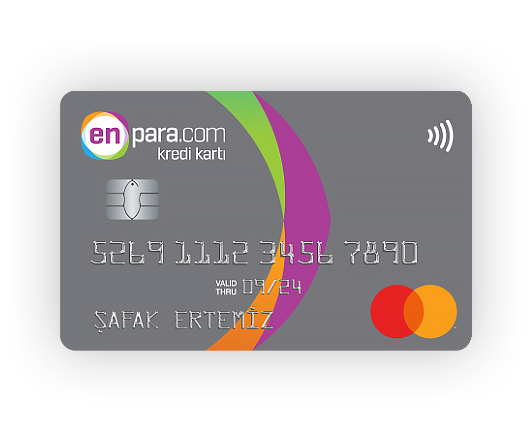 enpara.com
kredi kartı
5269 1112 3456 7890
VALID THRU 09/24
ŞAFAK ERTEMİZ